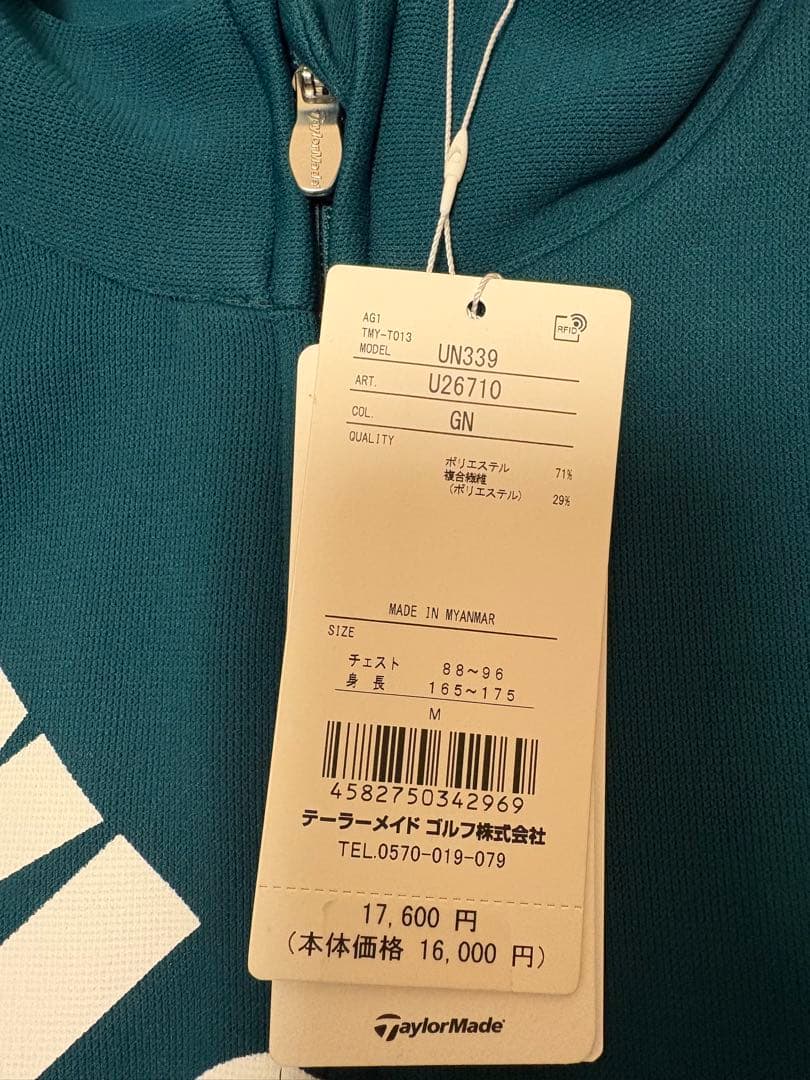 TaylorMade
AG1
TMY-T013
RFID
MODEL UN339
ART. U26710
COL. GN
QUALITY
ポリエステル 71%
複合繊維
(ポリエステル) 29%
MADE IN MYANMAR
SIZE
チェスト 88~96
身長 165~175
M
4582750342969
テーラーメイド ゴルフ株式会社
TEL.0570-019-079
17,600 円
(本体価格 16,000 円)
TaylorMade